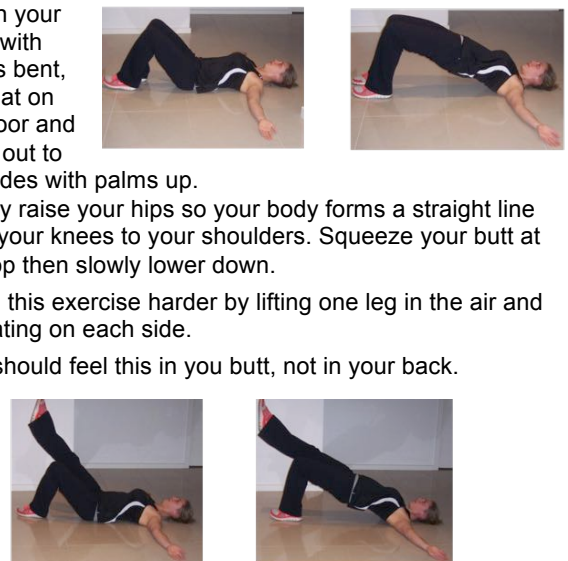 n your
with
s bent,
at on
oor and
out to
des with palms up.
y raise your hips so your body forms a straight line
your knees to your shoulders. Squeeze your butt at
op then slowly lower down.
this exercise harder by lifting one leg in the air and
ating on each side.
should feel this in you butt, not in your back.